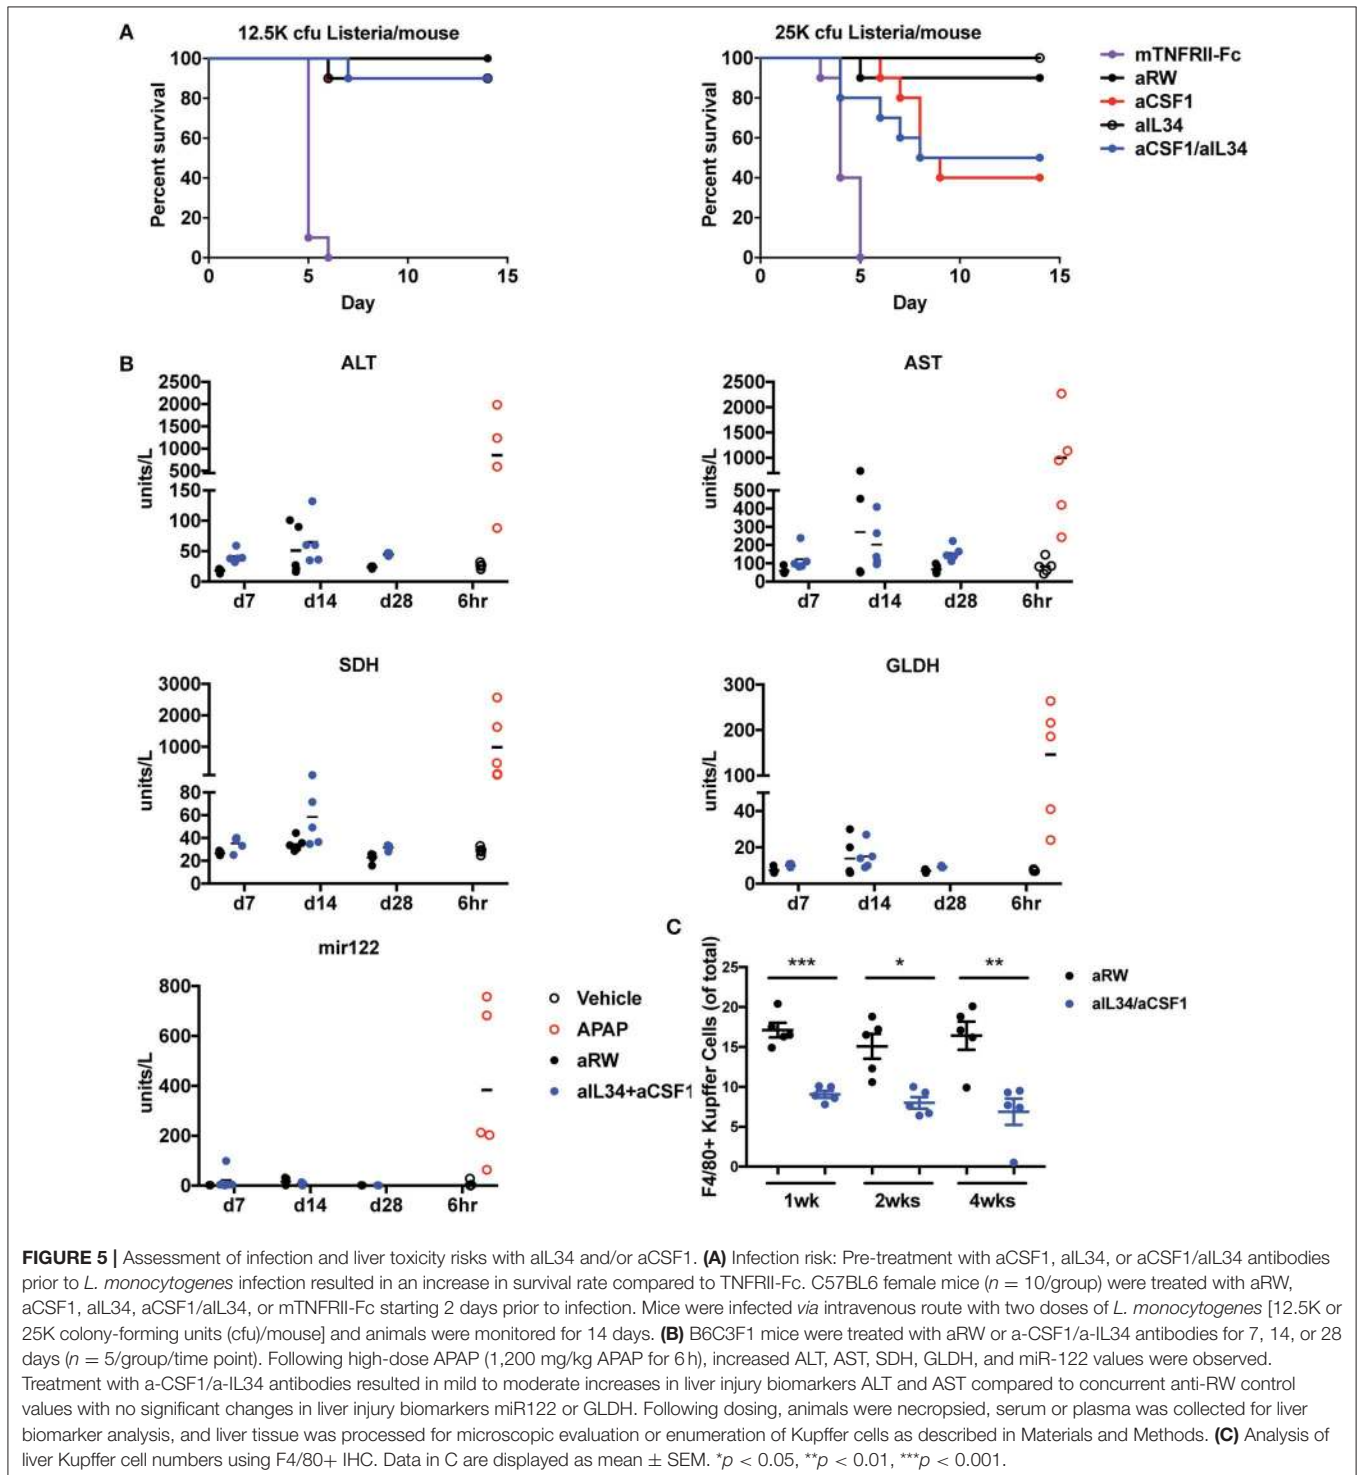 A
12.5K cfu Listeria/mouse
25K cfu Listeria/mouse
Percent survival
100
80
60
40
20
0
0
5
10
15
Day
Percent survival
100
80
60
40
20
0
0
5
10
15
Day
mTNFRII-Fc
aRW
aCSF1
aIL34
aCSF1/aIL34
B
ALT
units/L
2500
2000
1500
1000
500
150
100
50
0
d7
d14
d28
6hr
AST
units/L
2500
2000
1500
1000
500
400
300
200
100
0
d7
d14
d28
6hr
SDH
units/L
3000
2000
1000
80
60
40
20
0
d7
d14
d28
6hr
GLDH
units/L
300
200
100
40
20
0
d7
d14
d28
6hr
mir122
units/L
800
600
400
200
0
d7
d14
d28
6hr
Vehicle
APAP
aRW
aIL34+aCSF1
C
F4/80+ Kupffer Cells (of total)
25
20
15
10
5
0
***
*
**
1wk
2wks
4wks
aRW
aIL34/aCSF1
FIGURE 5 | Assessment of infection and liver toxicity risks with aIL34 and/or aCSF1. (A) Infection risk: Pre-treatment with aCSF1, aIL34, or aCSF1/aIL34 antibodies
prior to L. monocytogenes infection resulted in an increase in survival rate compared to TNFRII-Fc. C57BL6 female mice (n = 10/group) were treated with aRW,
aCSF1, aIL34, aCSF1/aIL34, or mTNFRII-Fc starting 2 days prior to infection. Mice were infected via intravenous route with two doses of L. monocytogenes [12.5K or
25K colony-forming units (cfu)/mouse] and animals were monitored for 14 days. (B) B6C3F1 mice were treated with aRW or a-CSF1/a-IL34 antibodies for 7, 14, or 28
days (n = 5/group/time point). Following high-dose APAP (1,200 mg/kg APAP for 6 h), increased ALT, AST, SDH, GLDH, and miR-122 values were observed.
Treatment with a-CSF1/a-IL34 antibodies resulted in mild to moderate increases in liver injury biomarkers ALT and AST compared to concurrent anti-RW control
values with no significant changes in liver injury biomarkers miR122 or GLDH. Following dosing, animals were necropsied, serum or plasma was collected for liver
biomarker analysis, and liver tissue was processed for microscopic evaluation or enumeration of Kupffer cells as described in Materials and Methods. (C) Analysis of
liver Kupffer cell numbers using F4/80+ IHC. Data in C are displayed as mean ± SEM. *p < 0.05, **p < 0.01, ***p < 0.001.